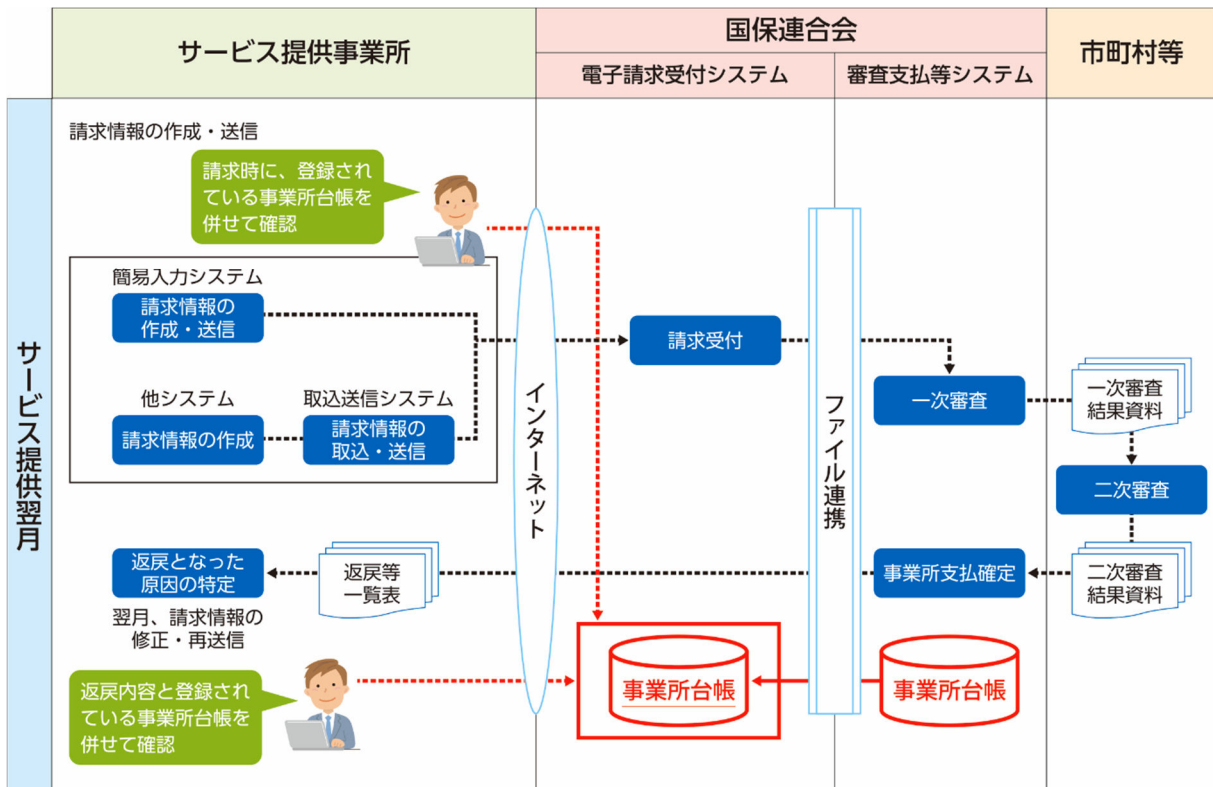 サービス提供事業所
国保連合会
電子請求受付システム
審査支払等システム
市町村等
サービス提供翌月
請求情報の作成・送信
請求時に、登録され
ている事業所台帳を
併せて確認
簡易入力システム
請求情報の
作成・送信
他システム
請求情報の作成
取込送信システム
請求情報の
取込・送信
インターネット
請求受付
ファイル連携
一次審査
一次審査
結果資料
二次審査
二次審査
結果資料
事業所支払確定
返戻等
一覧表
返戻となった
原因の特定
翌月、請求情報の
修正・再送信
返戻内容と登録され
ている事業所台帳を
併せて確認
事業所台帳
事業所台帳